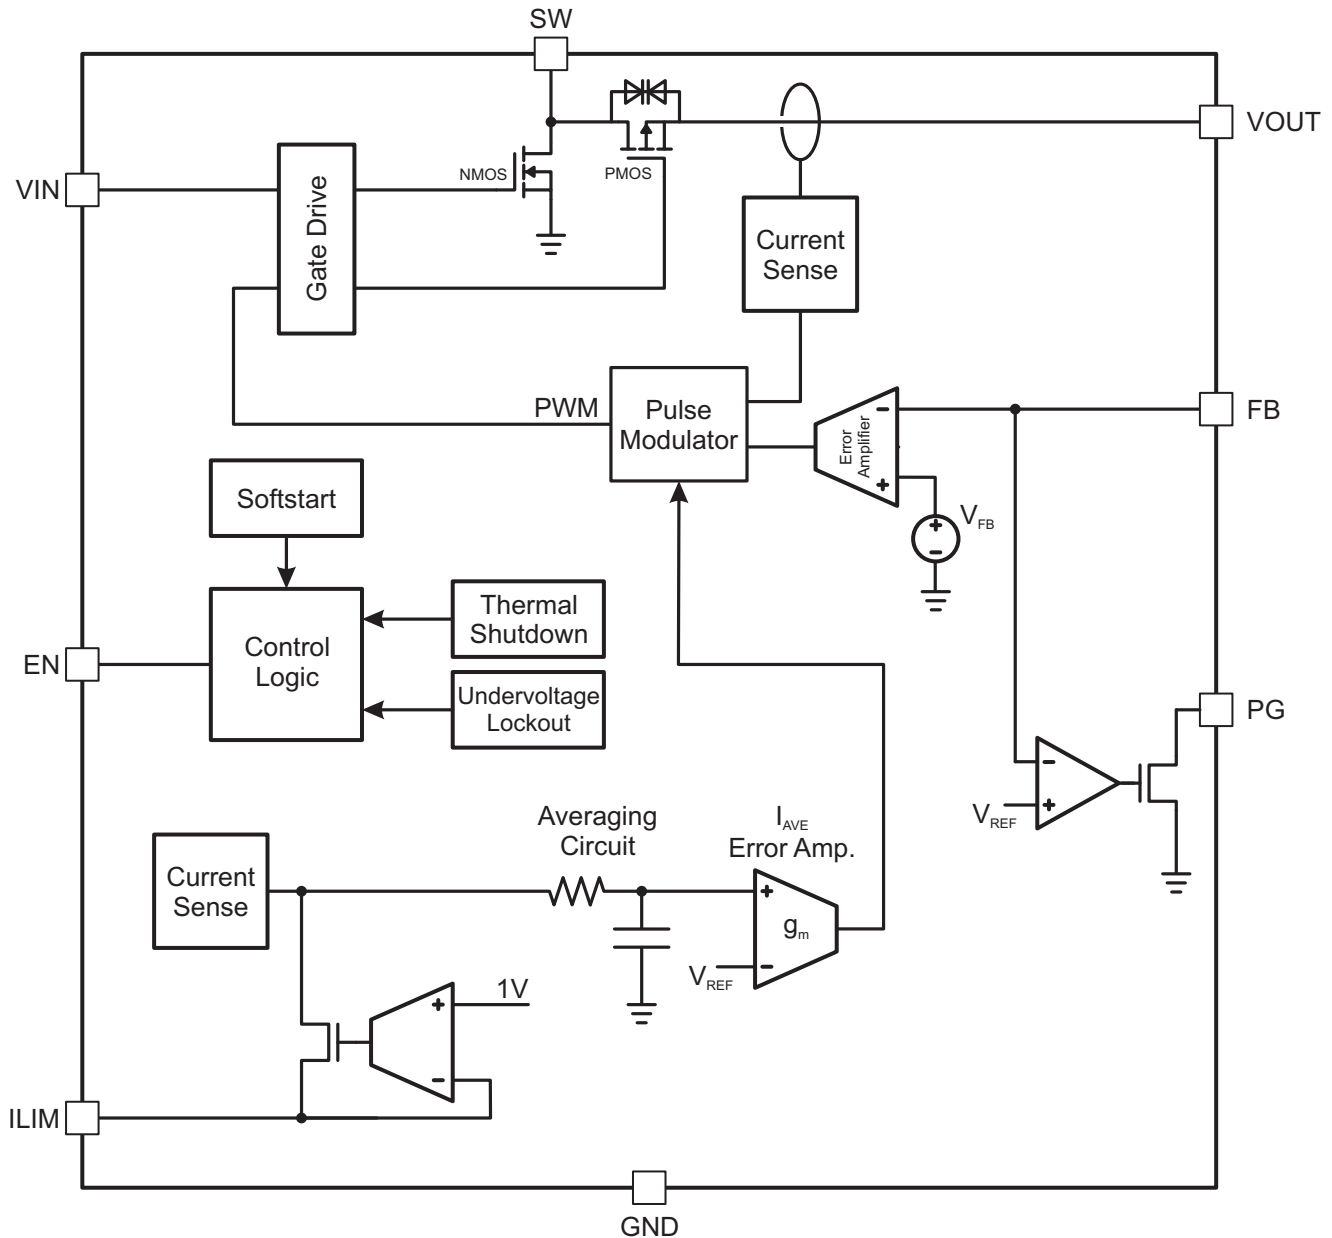 SW
VOUT
VIN
NMOS
PMOS
Gate Drive
Current
Sense
PWM
Pulse
Modulator
-
Error
Amplifier
+
FB
VFB
+
-
Softstart
Thermal
Shutdown
Control
Logic
EN
Undervoltage
Lockout
PG
-
VREF
+
Averaging
Circuit
IAVE
Error Amp.
Current
Sense
+
gm
VREF
-
+
1V
-
ILIM
GND